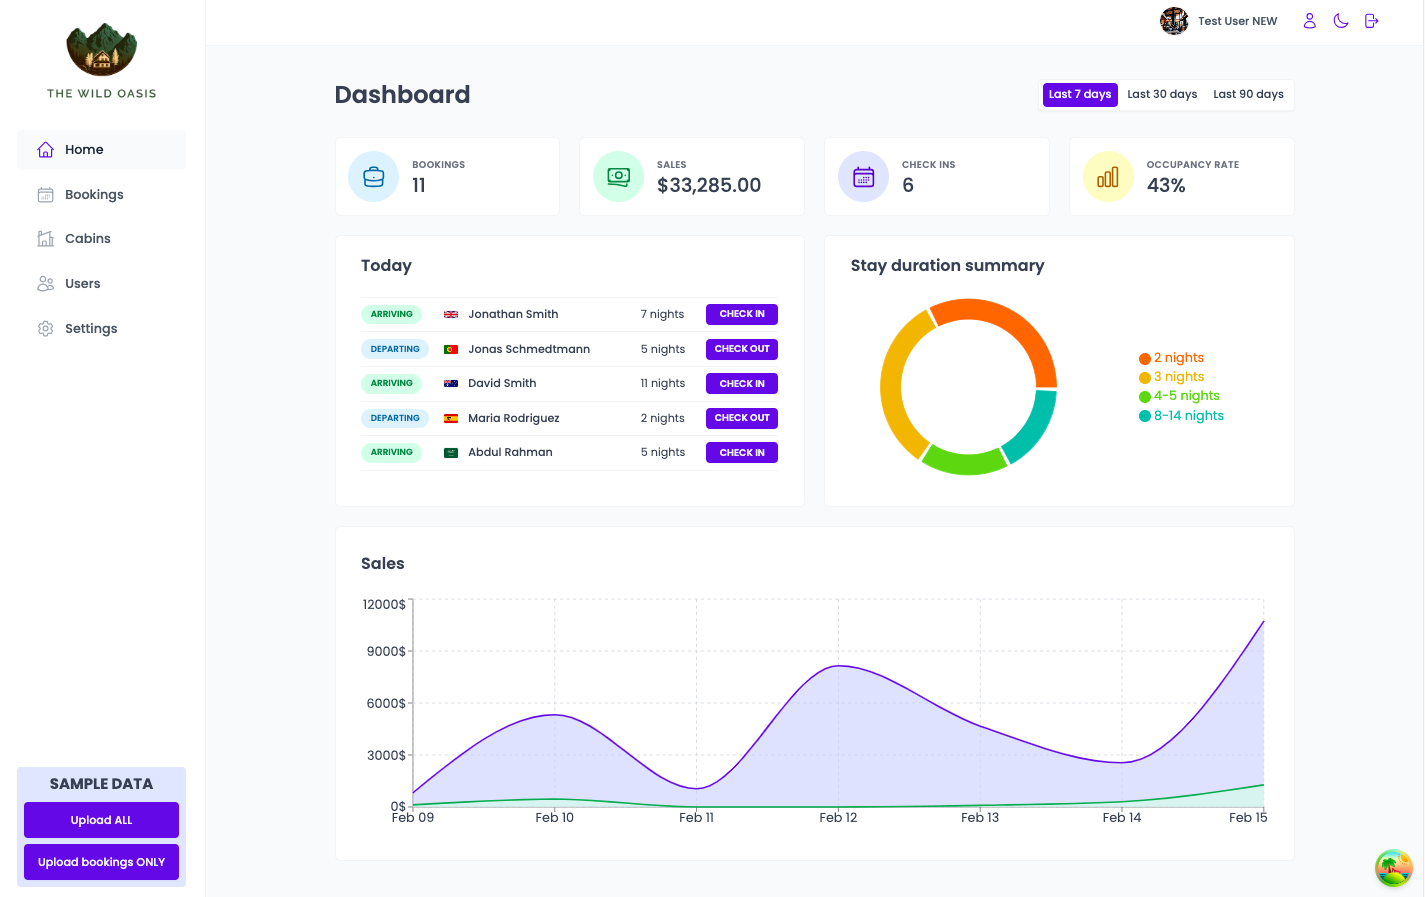 THE WILD OASIS
Home
Bookings
Cabins
Users
Settings
SAMPLE DATA
Upload ALL
Upload bookings ONLY
Test User NEW
Dashboard
Last 7 days Last 30 days Last 90 days
BOOKINGS
11
SALES
$33,285.00
CHECK INS
6
OCCUPANCY RATE
43%
Today
ARRIVING Jonathan Smith 7 nights CHECK IN
DEPARTING Jonas Schmedtmann 5 nights CHECK OUT
ARRIVING David Smith 11 nights CHECK IN
DEPARTING Maria Rodriguez 2 nights CHECK OUT
ARRIVING Abdul Rahman 5 nights CHECK IN
Stay duration summary
2 nights
3 nights
4-5 nights
8-14 nights
Sales
12000$
9000$
6000$
3000$
0$
Feb 09 Feb 10 Feb 11 Feb 12 Feb 13 Feb 14 Feb 15